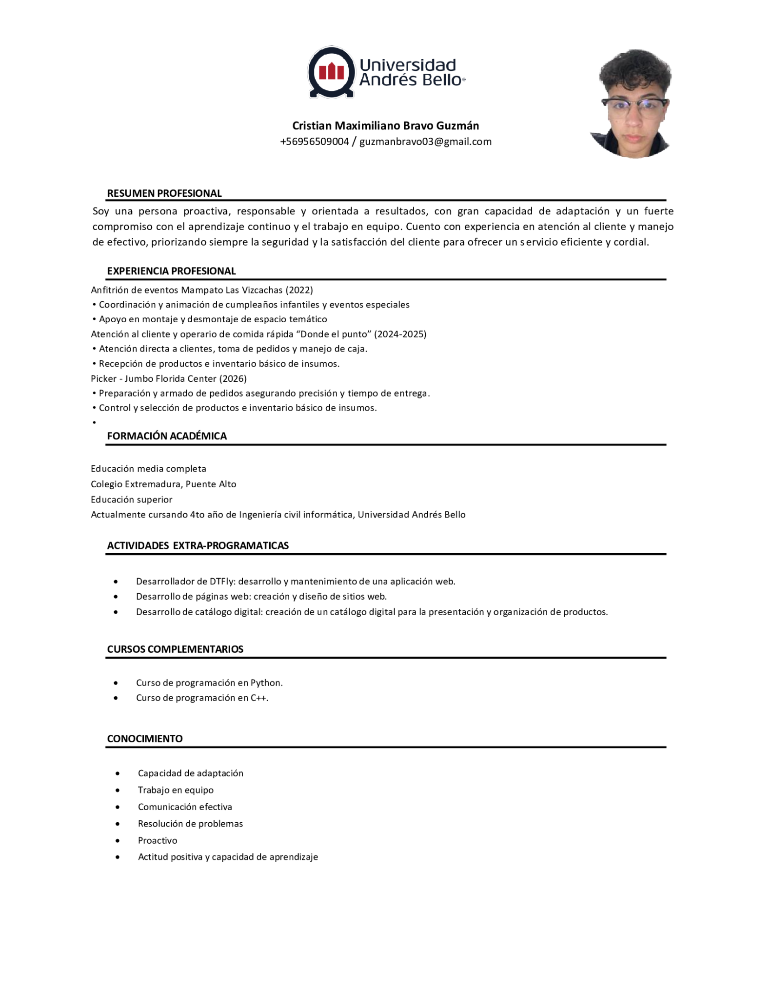 Universidad
Andrés Bello
Cristian Maximiliano Bravo Guzmán
+56956509004 / guzmanbravo03@gmail.com
RESUMEN PROFESIONAL
Soy una persona proactiva, responsable y orientada a resultados, con gran capacidad de adaptación y un fuerte
compromiso con el aprendizaje continuo y el trabajo en equipo. Cuento con experiencia en atención al cliente y manejo
de efectivo, priorizando siempre la seguridad y la satisfacción del cliente para ofrecer un servicio eficiente y cordial.
EXPERIENCIA PROFESIONAL
Anfitrión de eventos Mampato Las Vizcachas (2022)
• Coordinación y animación de cumpleaños infantiles y eventos especiales
• Apoyo en montaje y desmontaje de espacio temático
Atención al cliente y operario de comida rápida “Donde el punto” (2024-2025)
• Atención directa a clientes, toma de pedidos y manejo de caja.
• Recepción de productos e inventario básico de insumos.
Picker - Jumbo Florida Center (2026)
• Preparación y armado de pedidos asegurando precisión y tiempo de entrega.
• Control y selección de productos e inventario básico de insumos.
•
FORMACIÓN ACADÉMICA
Educación media completa
Colegio Extremadura, Puente Alto
Educación superior
Actualmente cursando 4to año de Ingeniería civil informática, Universidad Andrés Bello
ACTIVIDADES EXTRA-PROGRAMATICAS
• Desarrollador de DTFly: desarrollo y mantenimiento de una aplicación web.
• Desarrollo de páginas web: creación y diseño de sitios web.
• Desarrollo de catálogo digital: creación de un catálogo digital para la presentación y organización de productos.
CURSOS COMPLEMENTARIOS
• Curso de programación en Python.
• Curso de programación en C++.
CONOCIMIENTO
• Capacidad de adaptación
• Trabajo en equipo
• Comunicación efectiva
• Resolución de problemas
• Proactivo
• Actitud positiva y capacidad de aprendizaje